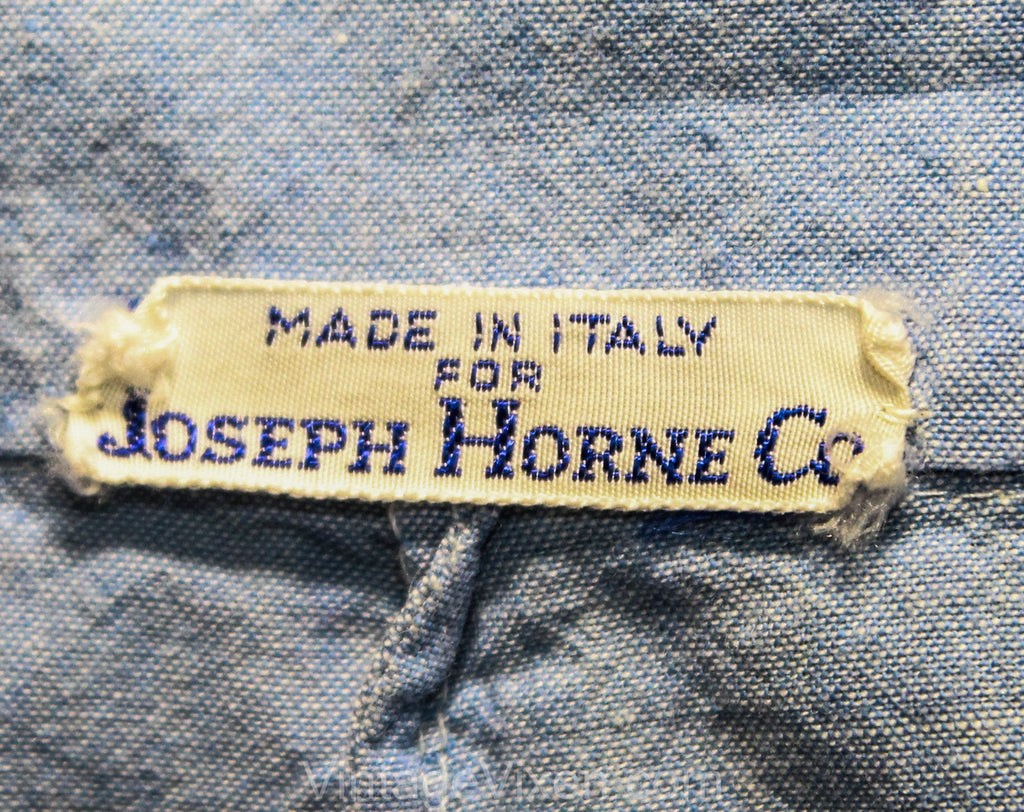 MADE IN ITALY
FOR
JOSEPH HORNE Co
VintageVixen.com